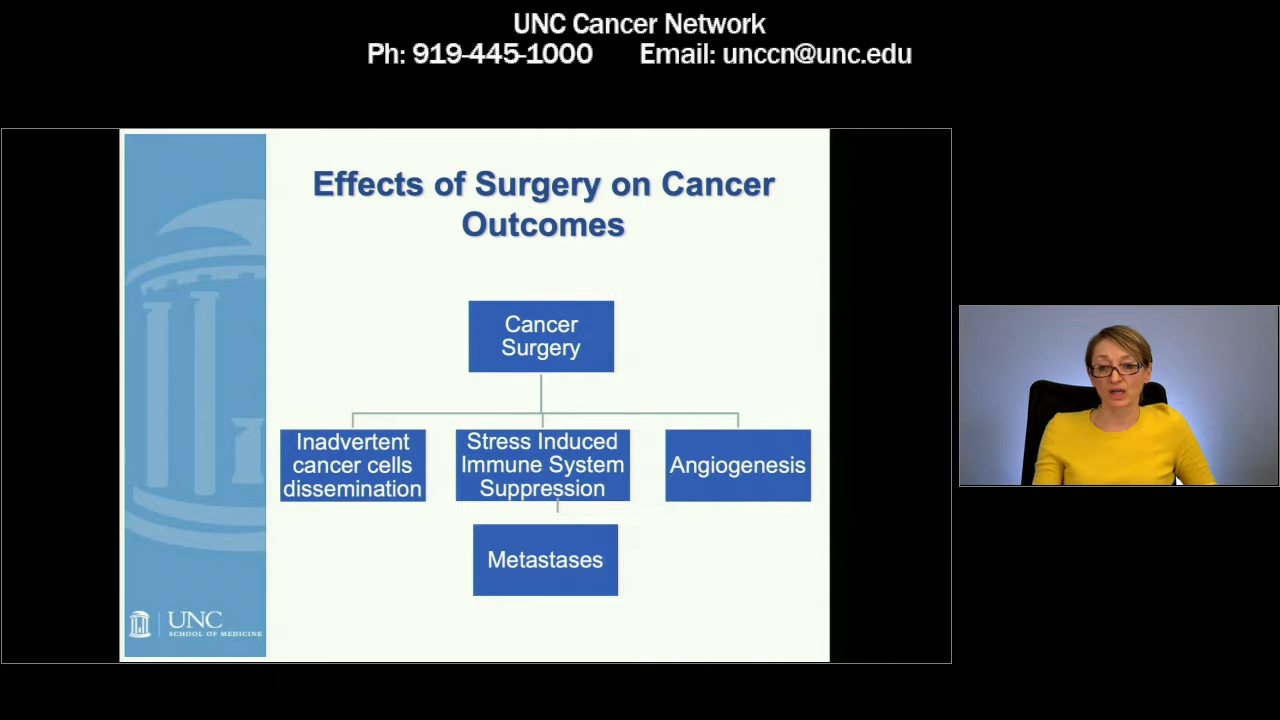 UNC Cancer Network
Ph: 919-445-1000 Email: unccn@unc.edu
Effects of Surgery on Cancer
Outcomes
Cancer
Surgery
Inadvertent
cancer cells
dissemination
Stress Induced
Immune System
Suppression
Angiogenesis
Metastases
UNC
SCHOOL OF MEDICINE